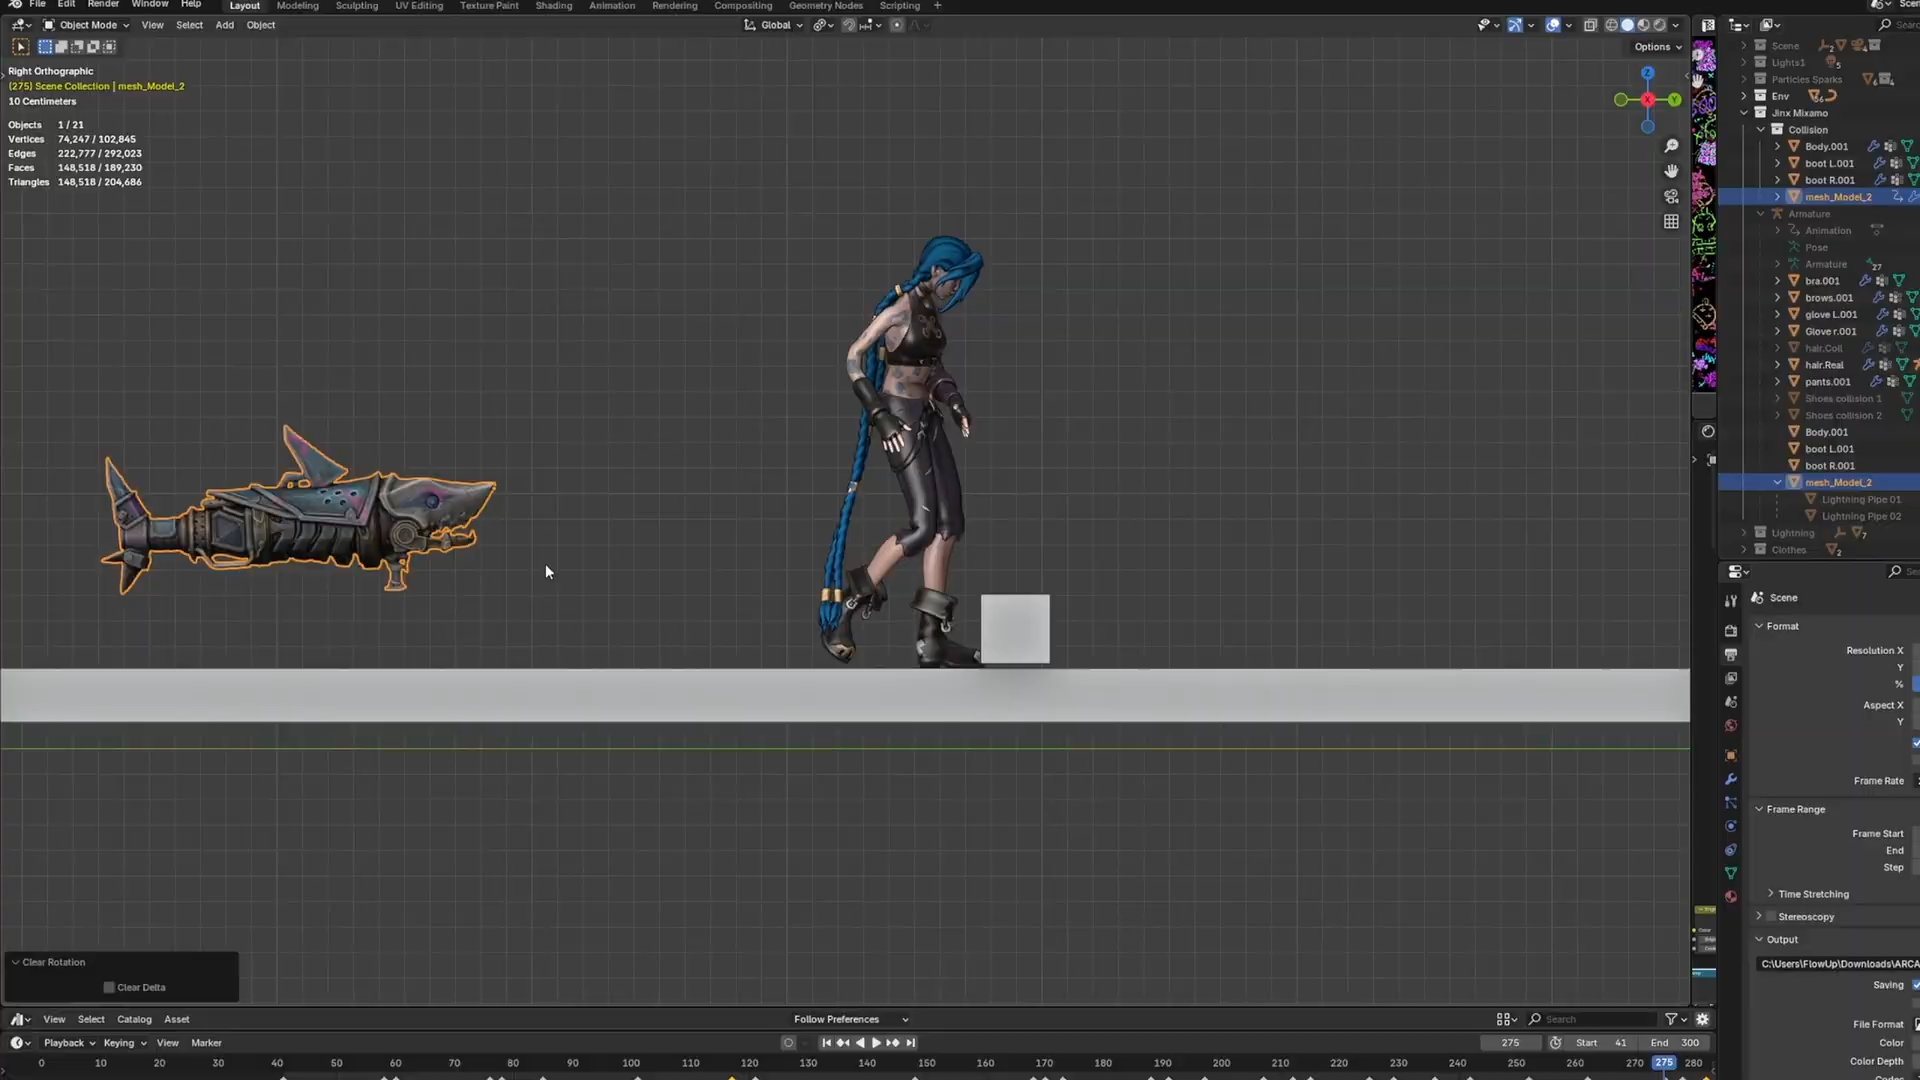 File Edit Render Window Help Layout Modeling Sculpting UV Editing Texture Paint Shading Animation Rendering Compositing Geometry Nodes Scripting +
Object Mode View Select Add Object Global
Options
Right Orthographic
(275) Scene Collection | mesh_Model_2
10 Centimeters
Objects 1 / 21
Vertices 74,247 / 102,845
Edges 222,777 / 292,023
Faces 148,518 / 189,230
Triangles 148,518 / 204,686
Z
X
Y
Scene 2 4
Lights1 5
Particles Sparks 6 4
Env 56
Jinx Mixamo
Collision
Body.001
boot L.001
boot R.001
mesh_Model_2
Armature
Animation
Pose
Armature 27
bra.001
brows.001
glove L.001
Glove r.001
hair.Coll
hair.Real
pants.001
Shoes collision 1
Shoes collision 2
Body.001
boot L.001
boot R.001
mesh_Model_2
Lightning Pipe 01
Lightning Pipe 02
Lightning 7
Clothes 2
Scene
Format
Resolution X
Y
%
Aspect X
Y
Frame Rate
Frame Range
Frame Start
End
Step
Time Stretching
Stereoscopy
Output
C:\Users\FlowUp\Downloads\ARCA
Saving
File Format
Color
Color Depth
Clear Rotation
Clear Delta
View Select Catalog Asset Follow Preferences Search
Playback Keying View Marker 275 Start 41 End 300
0 10 20 30 40 50 60 70 80 90 100 110 120 130 140 150 160 170 180 190 200 210 220 230 240 250 260 270 275 280